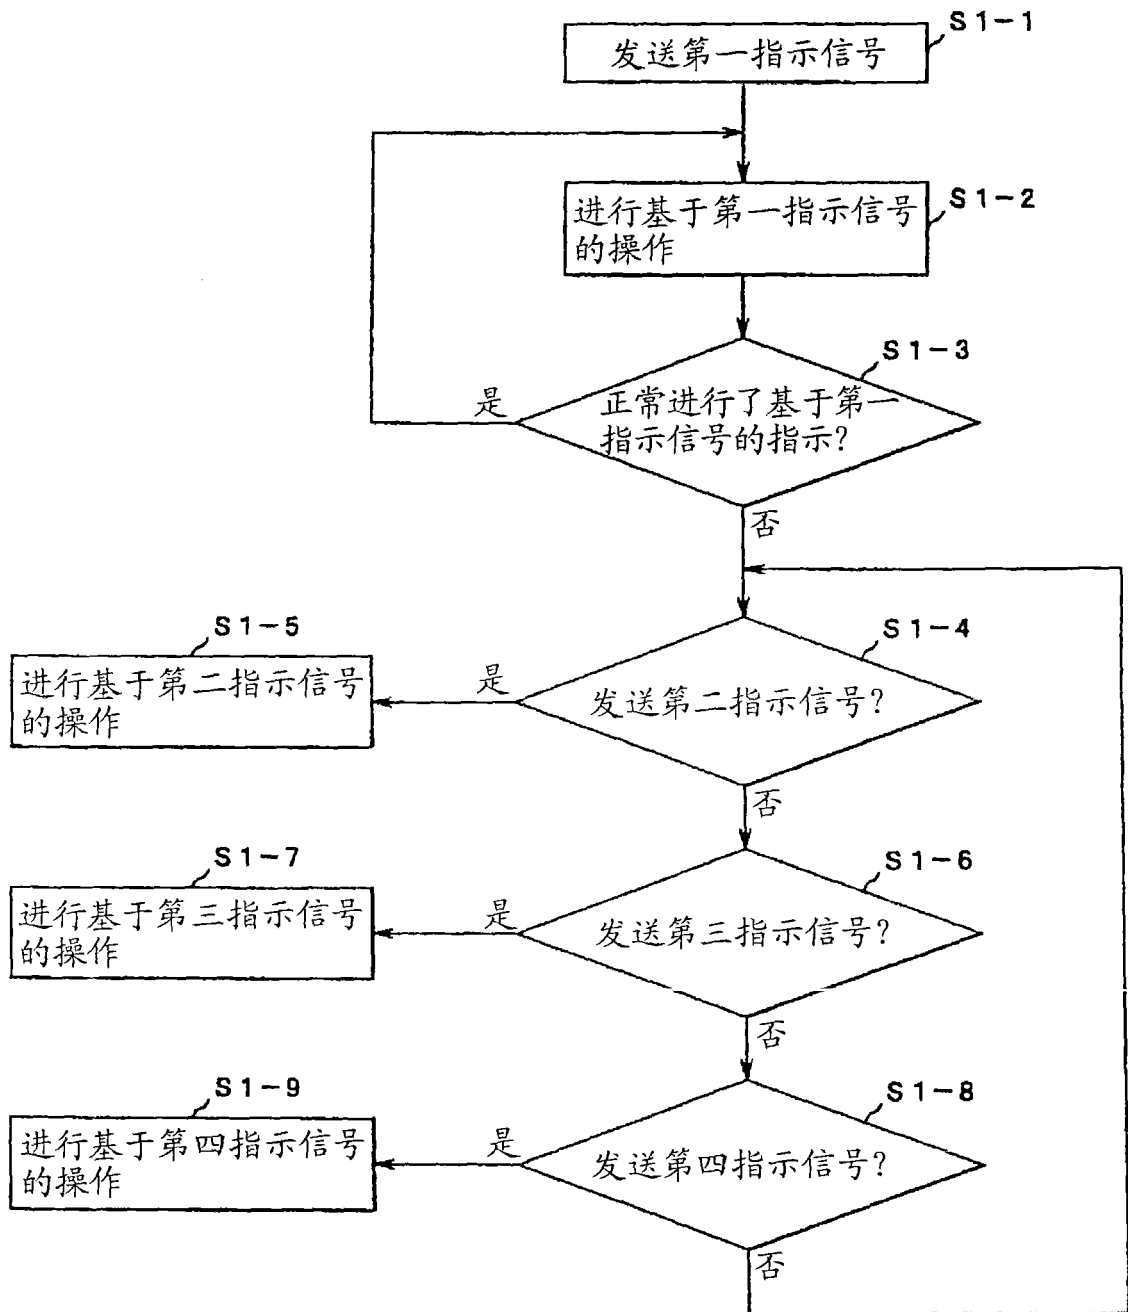 S1-1
发送第一指示信号
S1-2
进行基于第一指示信号
的操作
S1-3
是
正常进行了基于第一
指示信号的指示？
否
S1-5
S1-4
进行基于第二指示信号
的操作
是
发送第二指示信号？
否
S1-7
S1-6
进行基于第三指示信号
的操作
是
发送第三指示信号？
否
S1-9
S1-8
进行基于第四指示信号
的操作
是
发送第四指示信号？
否